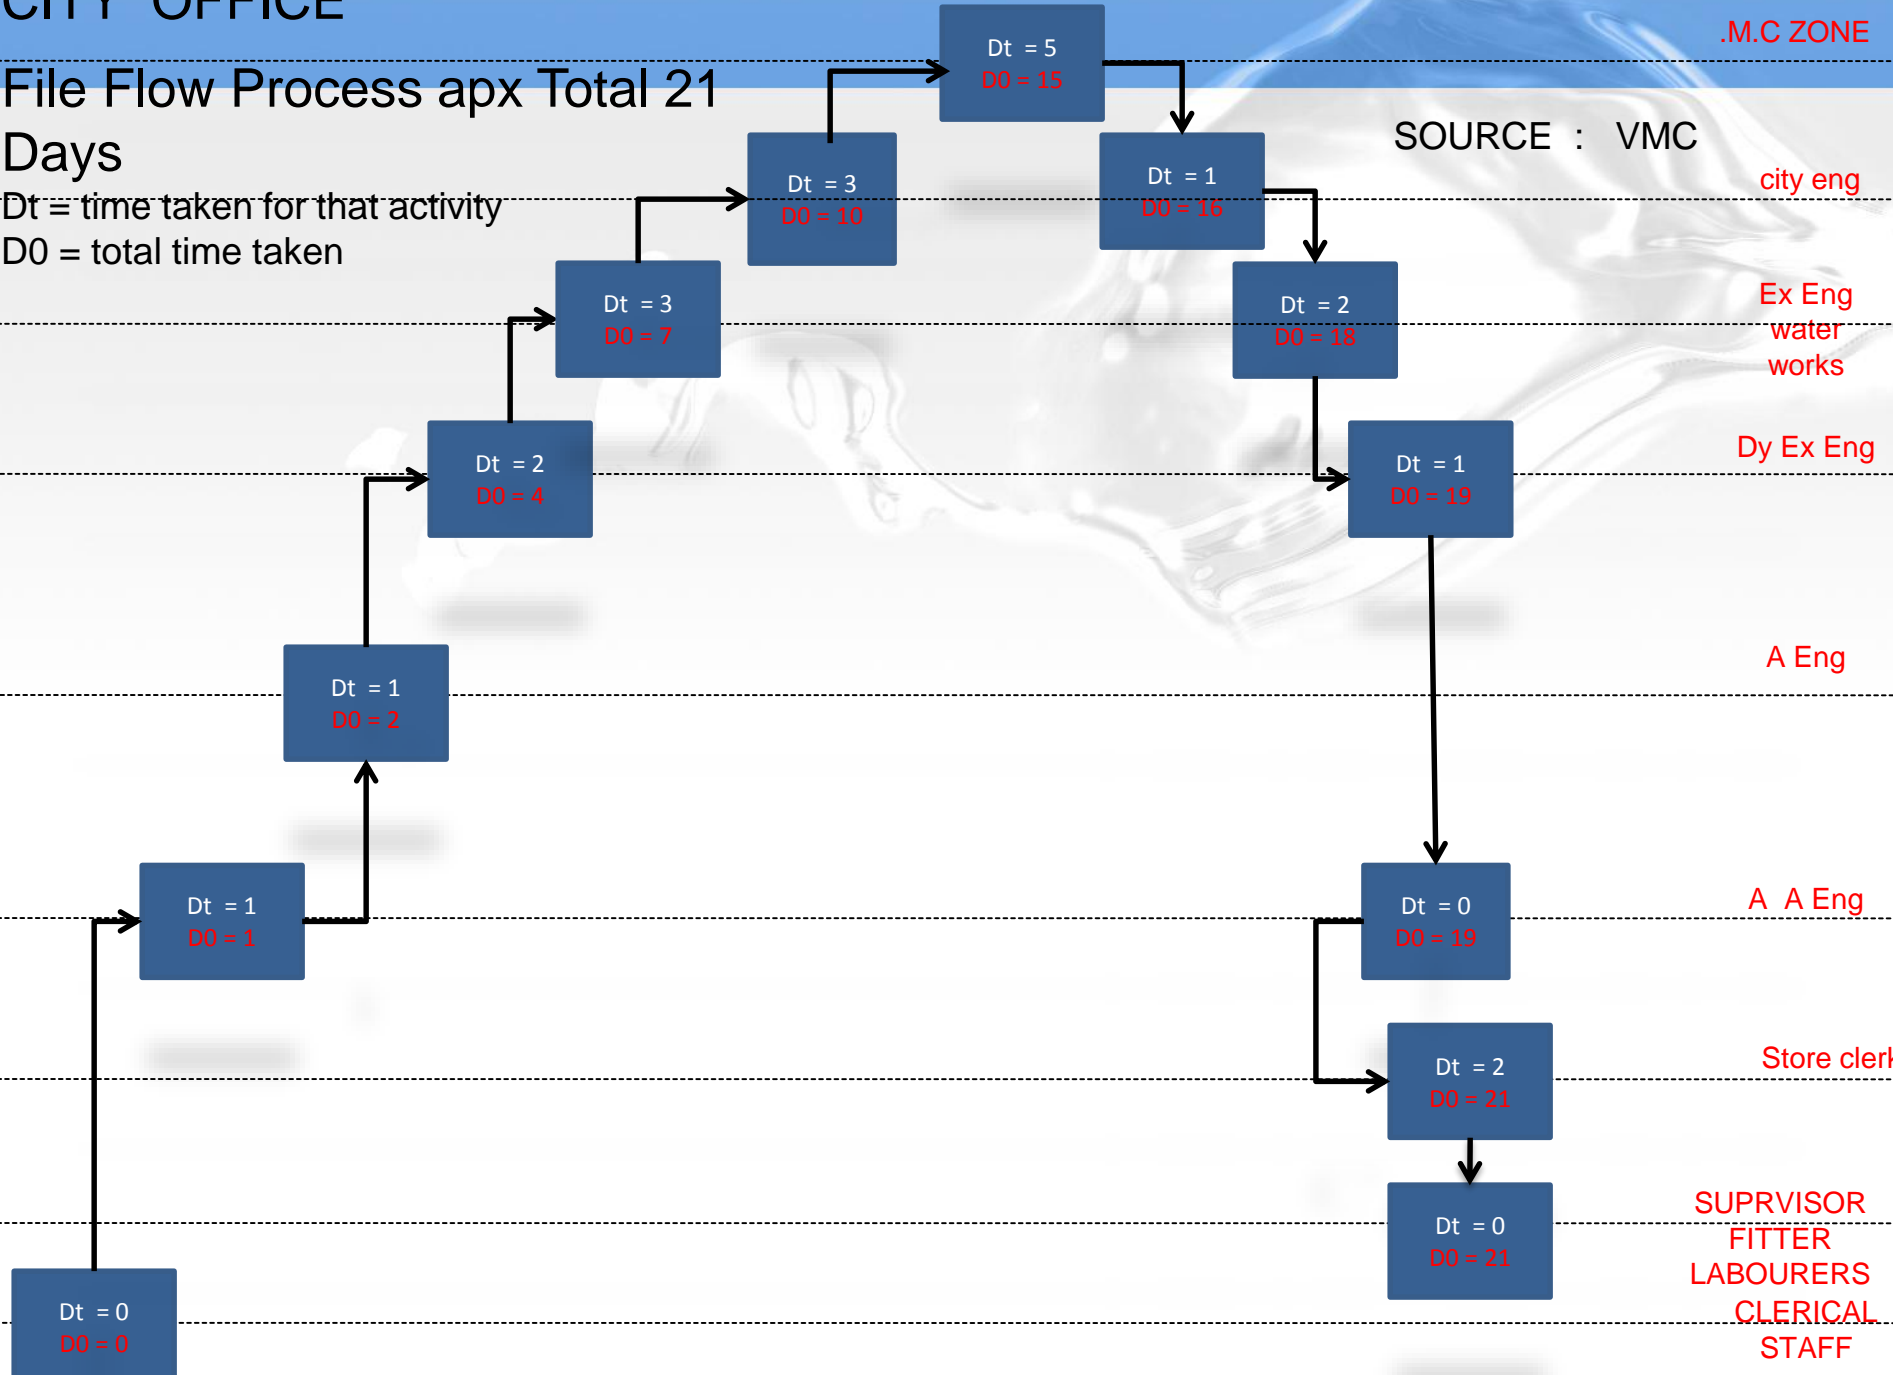 CITY OFFICE
File Flow Process apx Total 21
Days
Dt = time taken for that activity
D0 = total time taken
SOURCE : VMC
.M.C ZONE
Dt = 5
D0 = 15
city eng
Dt = 3
D0 = 10
Dt = 1
D0 = 16
Ex Eng
water
works
Dt = 3
D0 = 7
Dt = 2
D0 = 18
Dy Ex Eng
Dt = 2
D0 = 4
Dt = 1
D0 = 19
A Eng
Dt = 1
D0 = 2
A A Eng
Dt = 1
D0 = 1
Dt = 0
D0 = 19
Store clerk
Dt = 2
D0 = 21
SUPRVISOR
FITTER
LABOURERS
Dt = 0
D0 = 21
CLERICAL
STAFF
Dt = 0
D0 = 0